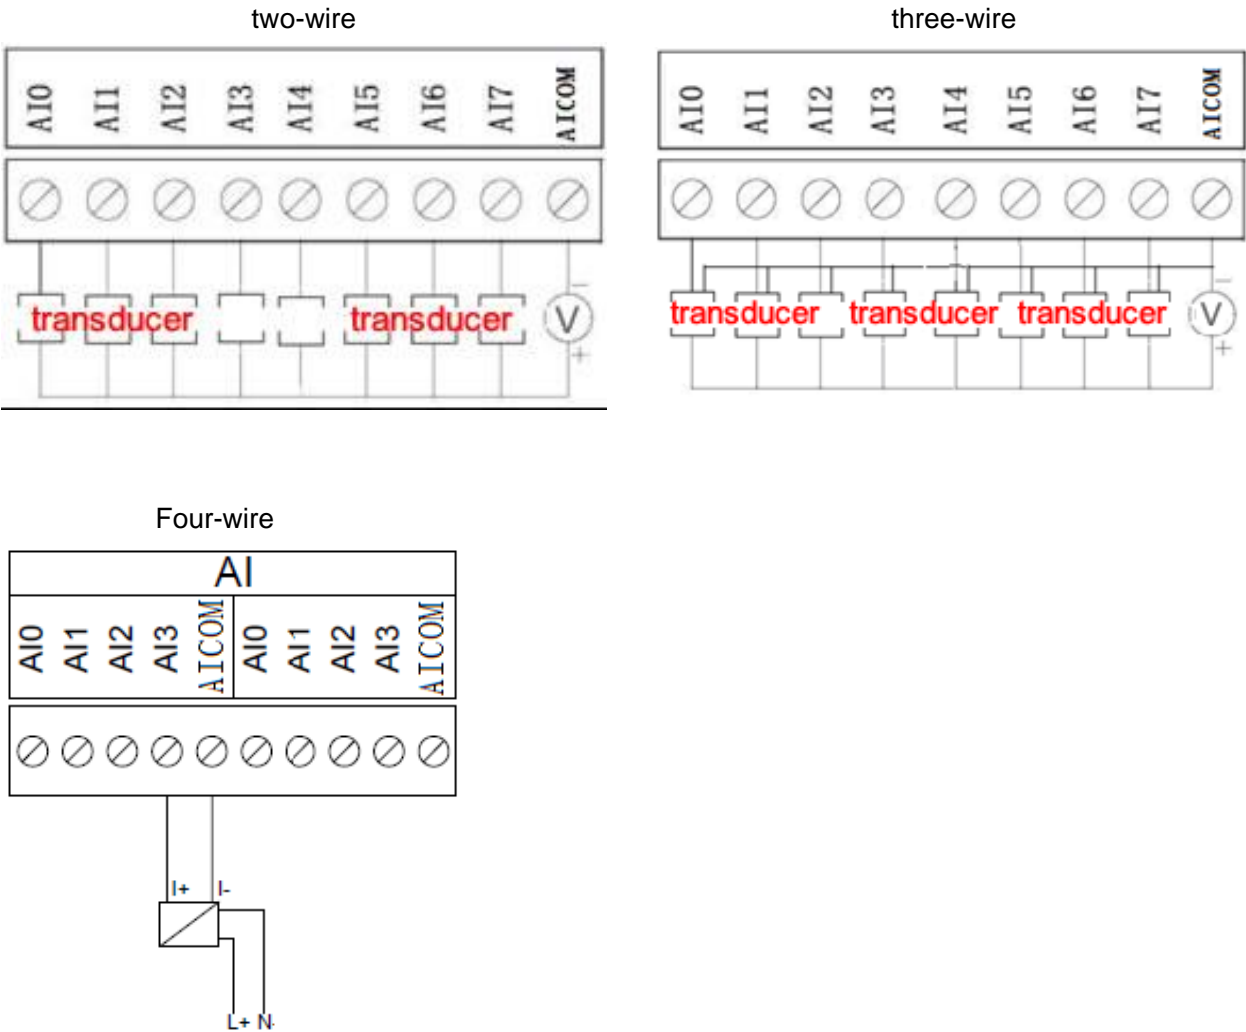 two-wire
three-wire
AI0 AI1 AI2 AI3 AI4 AI5 AI6 AI7 AICOM
AI0 AI1 AI2 AI3 AI4 AI5 AI6 AI7 AICOM
transducer transducer
V
-
+
transducer transducer transducer
V
-
+
Four-wire
AI
AI0 AI1 AI2 AI3 AICOM AI0 AI1 AI2 AI3 AICOM
I+ I-
L+ N-